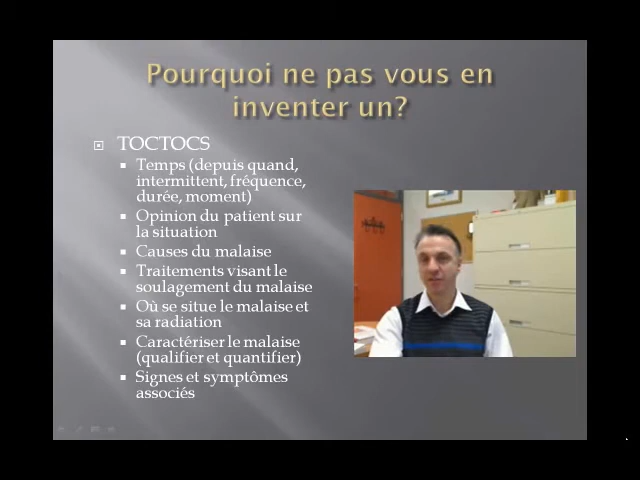 Pourquoi ne pas vous en
inventer un?
TOCTOCS
Temps (depuis quand,
intermittent, fréquence,
durée, moment)
Opinion du patient sur
la situation
Causes du malaise
Traitements visant le
soulagement du malaise
Où se situe le malaise et
sa radiation
Caractériser le malaise
(qualifier et quantifier)
Signes et symptômes
associés